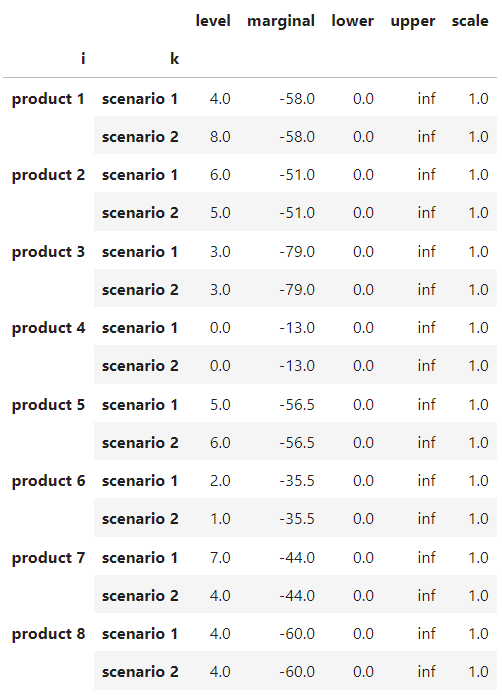 level marginal lower upper scale
i k
product 1 scenario 1 4.0 -58.0 0.0 inf 1.0
scenario 2 8.0 -58.0 0.0 inf 1.0
product 2 scenario 1 6.0 -51.0 0.0 inf 1.0
scenario 2 5.0 -51.0 0.0 inf 1.0
product 3 scenario 1 3.0 -79.0 0.0 inf 1.0
scenario 2 3.0 -79.0 0.0 inf 1.0
product 4 scenario 1 0.0 -13.0 0.0 inf 1.0
scenario 2 0.0 -13.0 0.0 inf 1.0
product 5 scenario 1 5.0 -56.5 0.0 inf 1.0
scenario 2 6.0 -56.5 0.0 inf 1.0
product 6 scenario 1 2.0 -35.5 0.0 inf 1.0
scenario 2 1.0 -35.5 0.0 inf 1.0
product 7 scenario 1 7.0 -44.0 0.0 inf 1.0
scenario 2 4.0 -44.0 0.0 inf 1.0
product 8 scenario 1 4.0 -60.0 0.0 inf 1.0
scenario 2 4.0 -60.0 0.0 inf 1.0